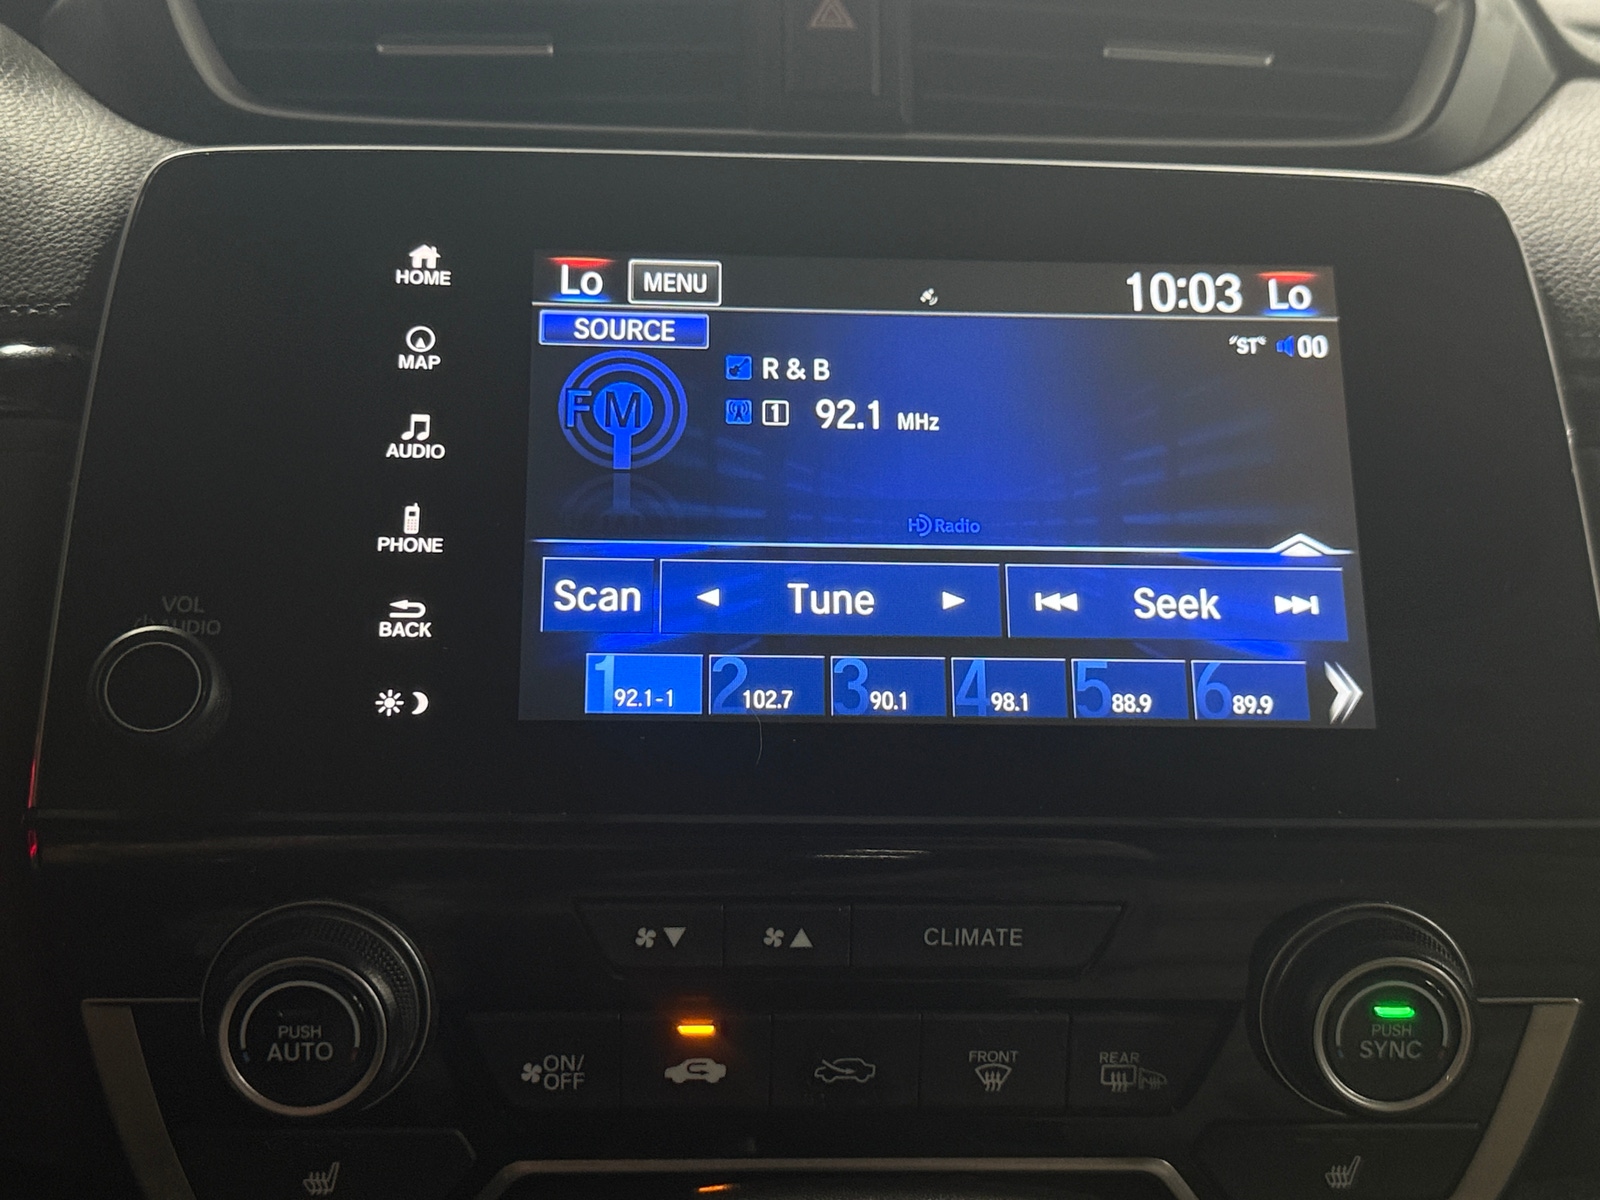 HOME
MAP
AUDIO
PHONE
BACK
VOL
AUDIO
Lo MENU 10:03 Lo
SOURCE
"ST" 00
FM
R & B
1 92.1 MHz
HD Radio
Scan Tune Seek
1 92.1-1
2 102.7
3 90.1
4 98.1
5 88.9
6 89.9
CLIMATE
PUSH
AUTO
ON/
OFF
FRONT
REAR
PUSH
SYNC